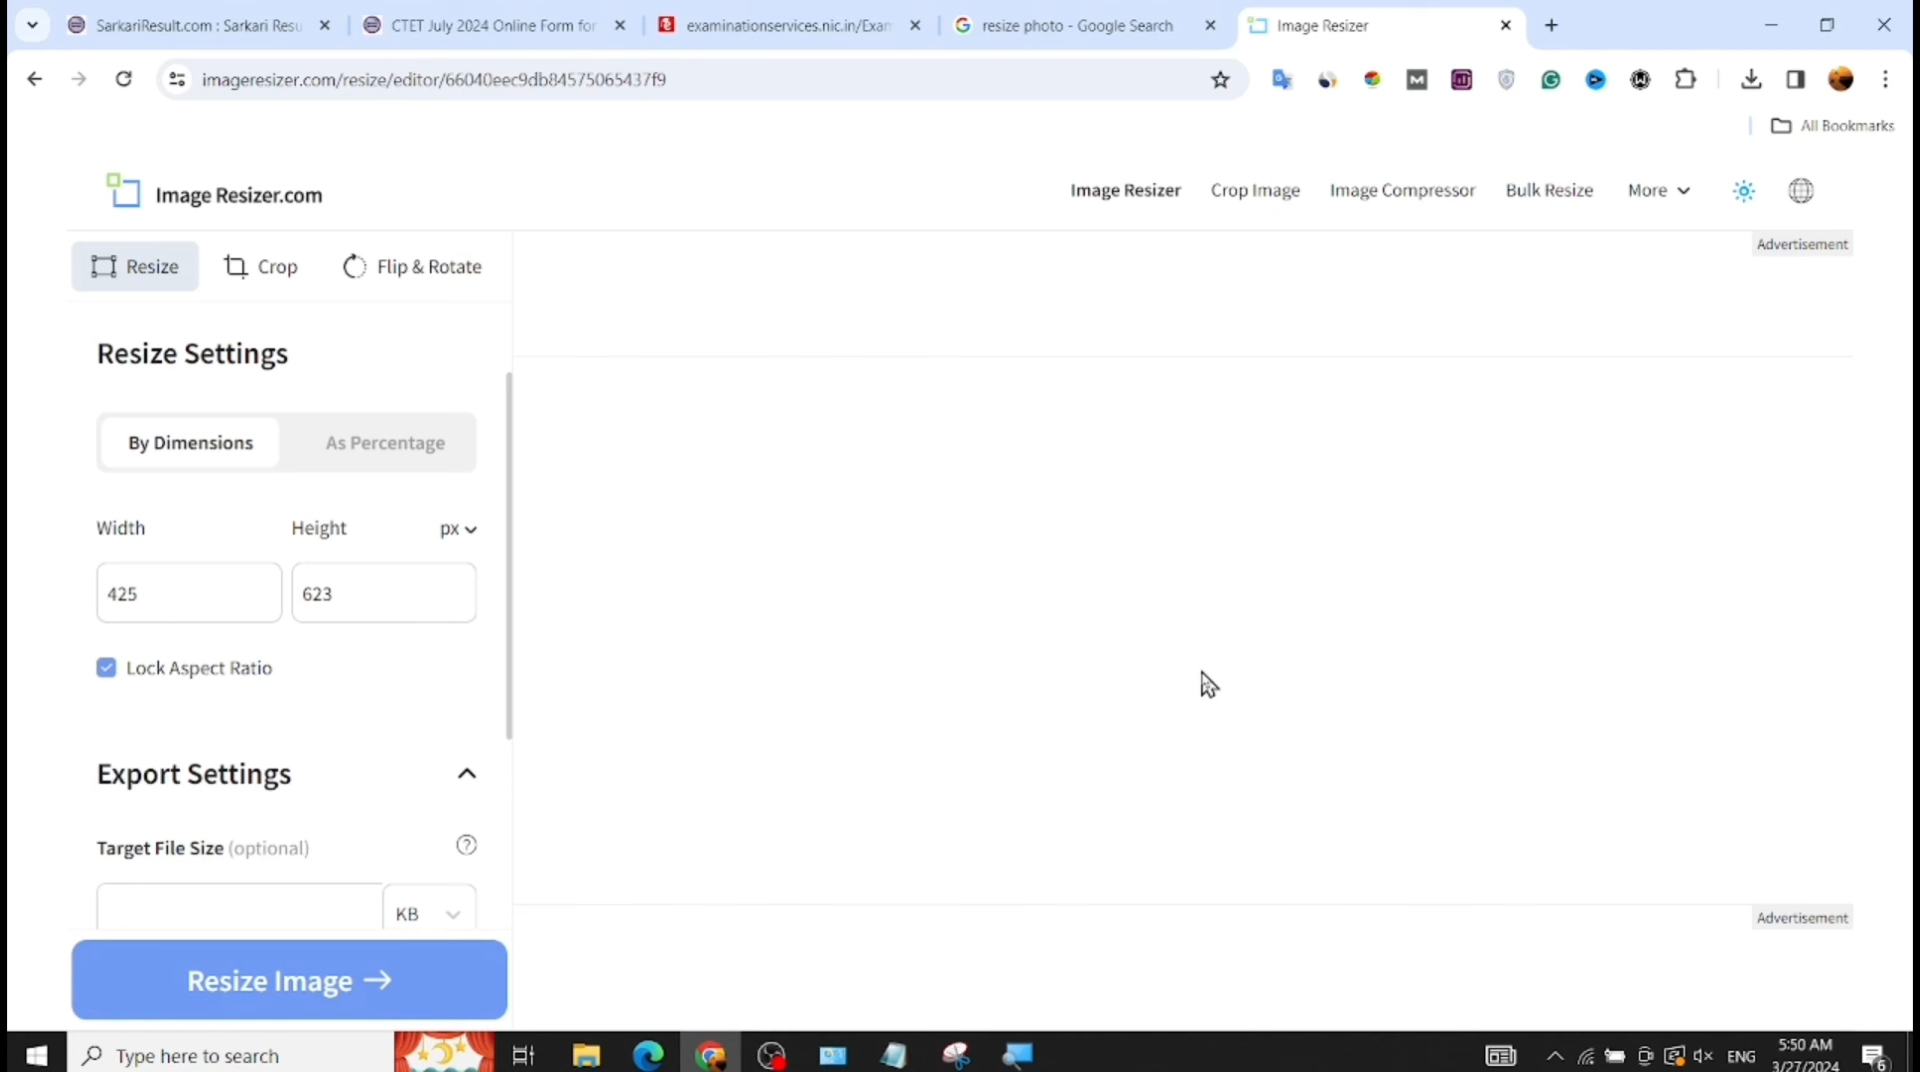 SarkariResult.com : Sarkari Resu
CTET July 2024 Online Form for
examinationservices.nic.in/Exam
resize photo - Google Search
Image Resizer
imageresizer.com/resize/editor/66040eec9db84575065437f9
All Bookmarks
Image Resizer.com
Image Resizer
Crop Image
Image Compressor
Bulk Resize
More
Resize
Crop
Flip & Rotate
Advertisement
Resize Settings
By Dimensions
As Percentage
Width
Height
px
425
623
Lock Aspect Ratio
Export Settings
Target File Size (optional)
?
KB
Advertisement
Resize Image →
Type here to search
ENG
5:50 AM
3/27/2024
6